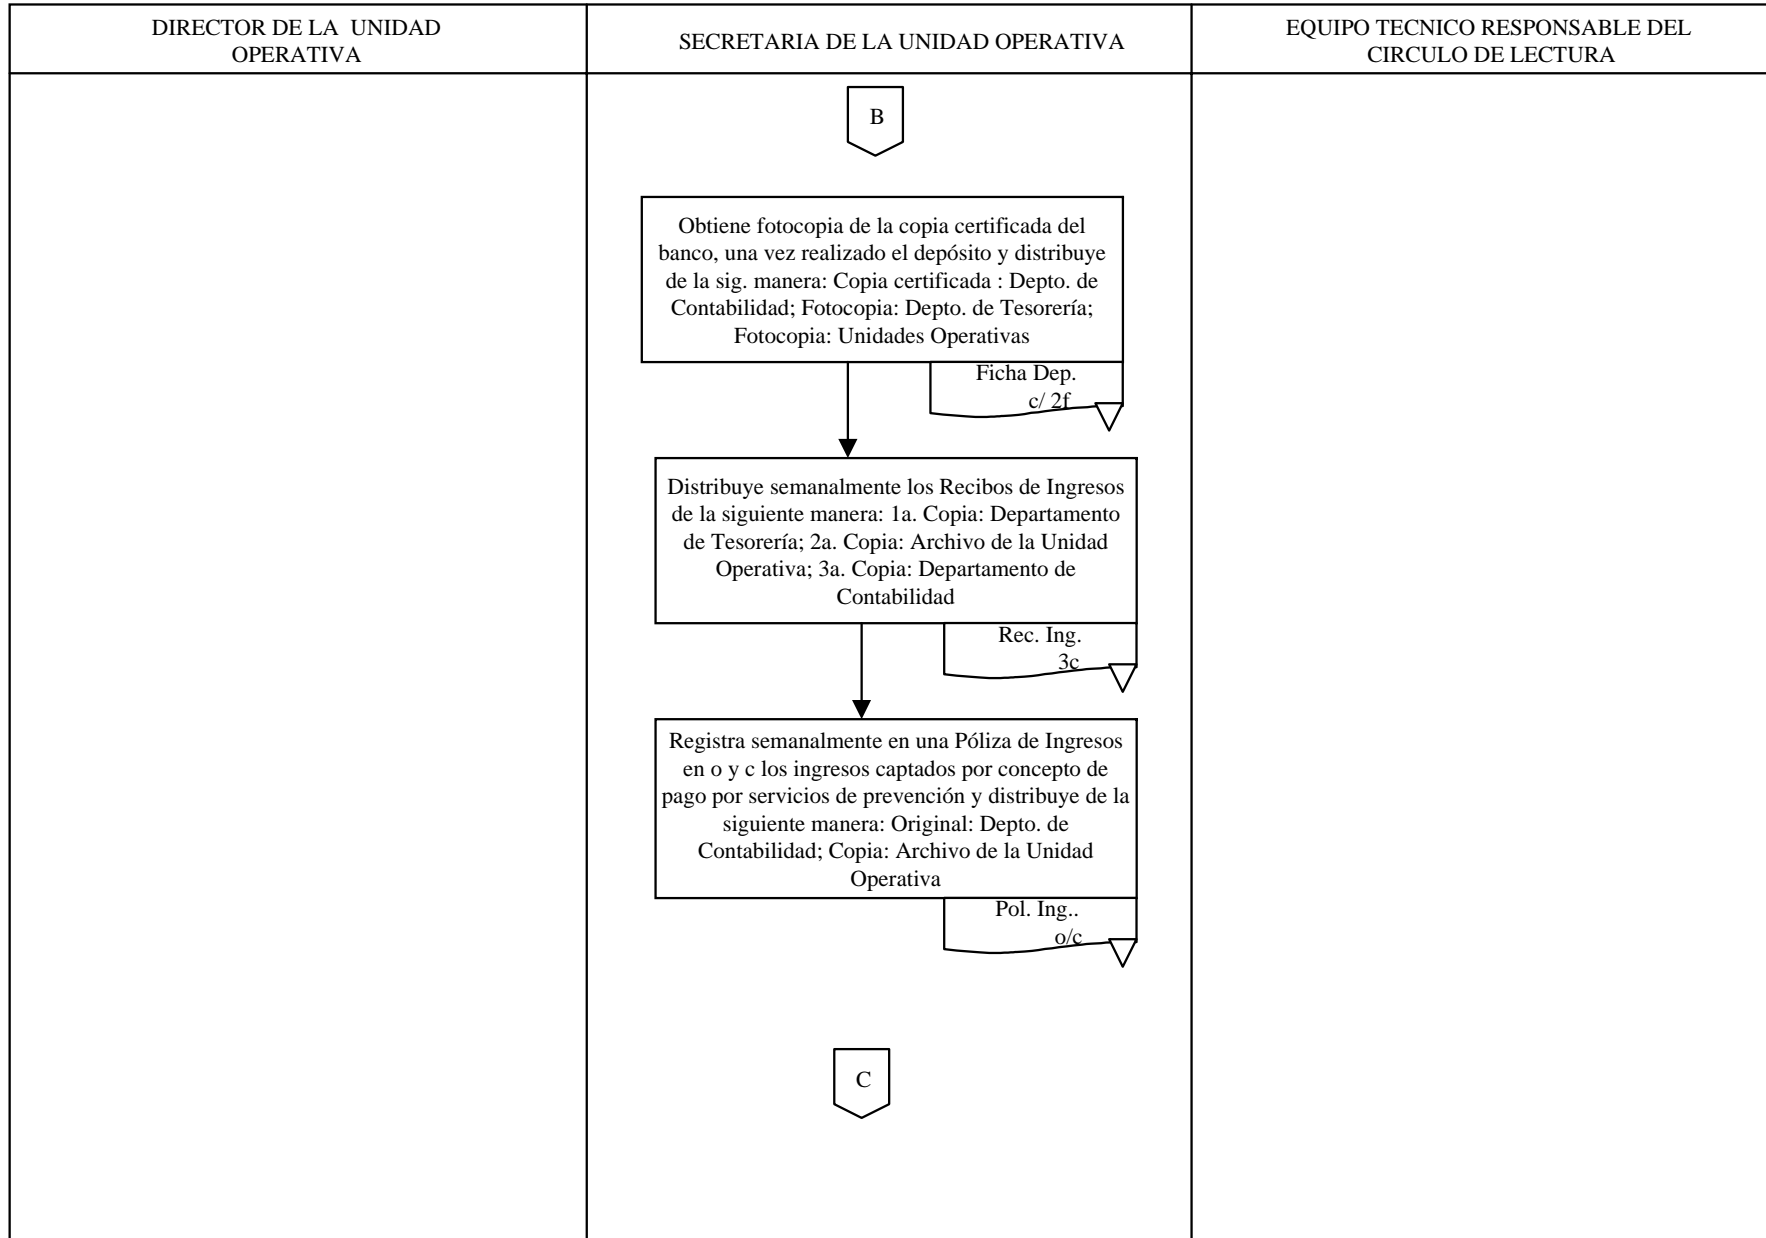 DIRECTOR DE LA UNIDAD
OPERATIVA
SECRETARIA DE LA UNIDAD OPERATIVA
EQUIPO TECNICO RESPONSABLE DEL
CIRCULO DE LECTURA
B
Obtiene fotocopia de la copia certificada del
banco, una vez realizado el depósito y distribuye
de la sig. manera: Copia certificada : Depto. de
Contabilidad; Fotocopia: Depto. de Tesorería;
Fotocopia: Unidades Operativas
Ficha Dep.
c/ 2f
Distribuye semanalmente los Recibos de Ingresos
de la siguiente manera: 1a. Copia: Departamento
de Tesorería; 2a. Copia: Archivo de la Unidad
Operativa; 3a. Copia: Departamento de
Contabilidad
Rec. Ing.
3c
Registra semanalmente en una Póliza de Ingresos
en o y c los ingresos captados por concepto de
pago por servicios de prevención y distribuye de la
siguiente manera: Original: Depto. de
Contabilidad; Copia: Archivo de la Unidad
Operativa
Pol. Ing..
o/c
C